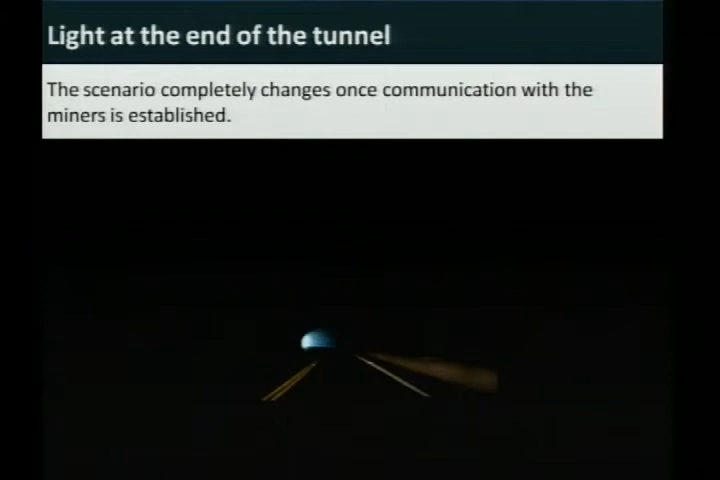 Light at the end of the tunnel
The scenario completely changes once communication with the
miners is established.